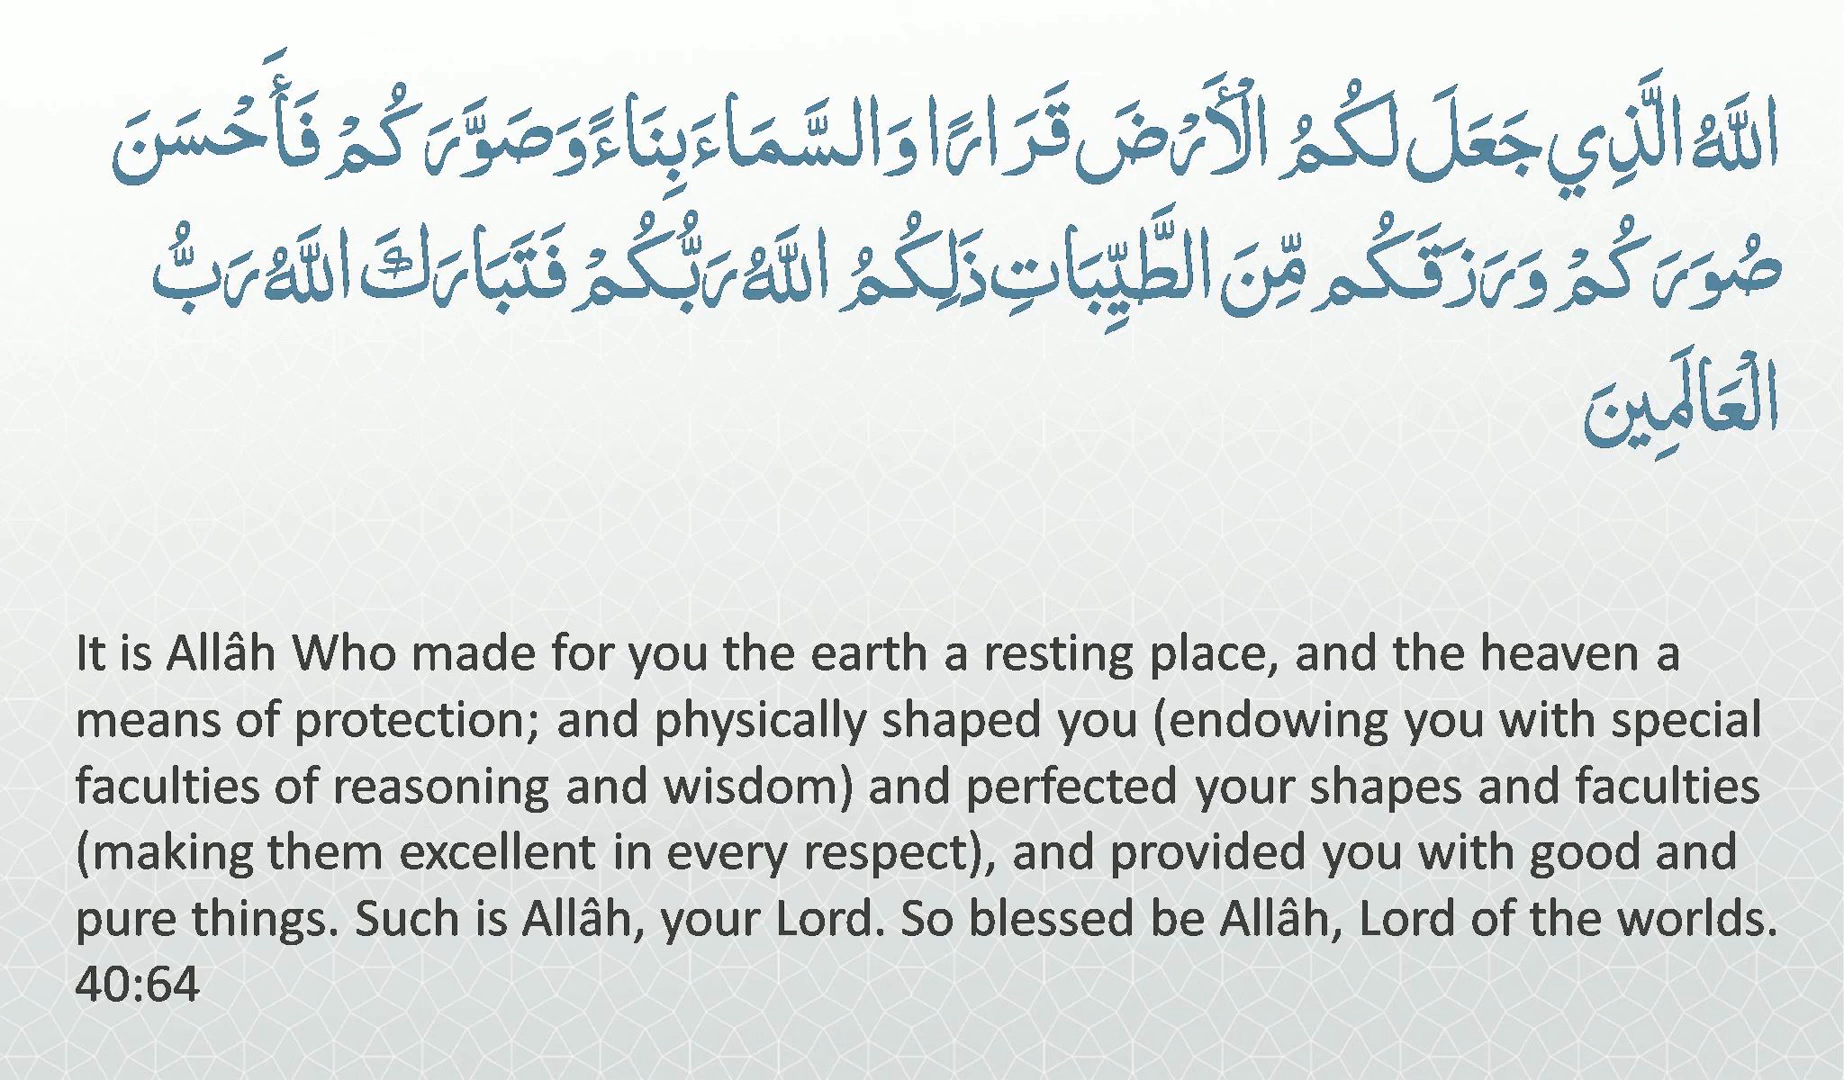 اللَّهُ الَّذِي جَعَلَ لَكُمُ الْأَرْضَ قَرَارًا وَالسَّمَاءَ بِنَاءً وَصَوَّرَكُمْ فَأَحْسَنَ
صُوَرَكُمْ وَرَزَقَكُم مِّنَ الطَّيِّبَاتِ ذَلِكُمُ اللَّهُ رَبُّكُمْ فَتَبَارَكَ اللَّهُ رَبُّ
الْعَالَمِينَ
It is Allâh Who made for you the earth a resting place, and the heaven a
means of protection; and physically shaped you (endowing you with special
faculties of reasoning and wisdom) and perfected your shapes and faculties
(making them excellent in every respect), and provided you with good and
pure things. Such is Allâh, your Lord. So blessed be Allâh, Lord of the worlds.
40:64